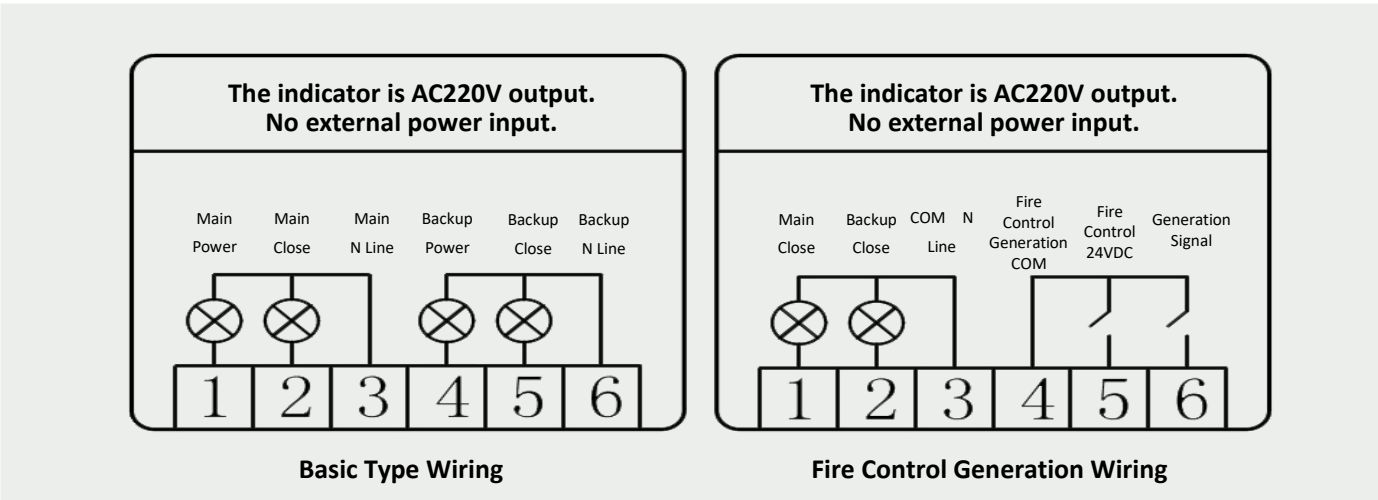 The indicator is AC220V output.
No external power input.
Main Main Main Backup Backup Backup
Power Close N Line Power Close N Line
1 2 3 4 5 6
Basic Type Wiring
The indicator is AC220V output.
No external power input.
Main
Close
Backup
Close
COM N
Line
Fire
Control
Generation
COM
Fire
Control
24VDC
Generation
Signal
1 2 3 4 5 6
Fire Control Generation Wiring